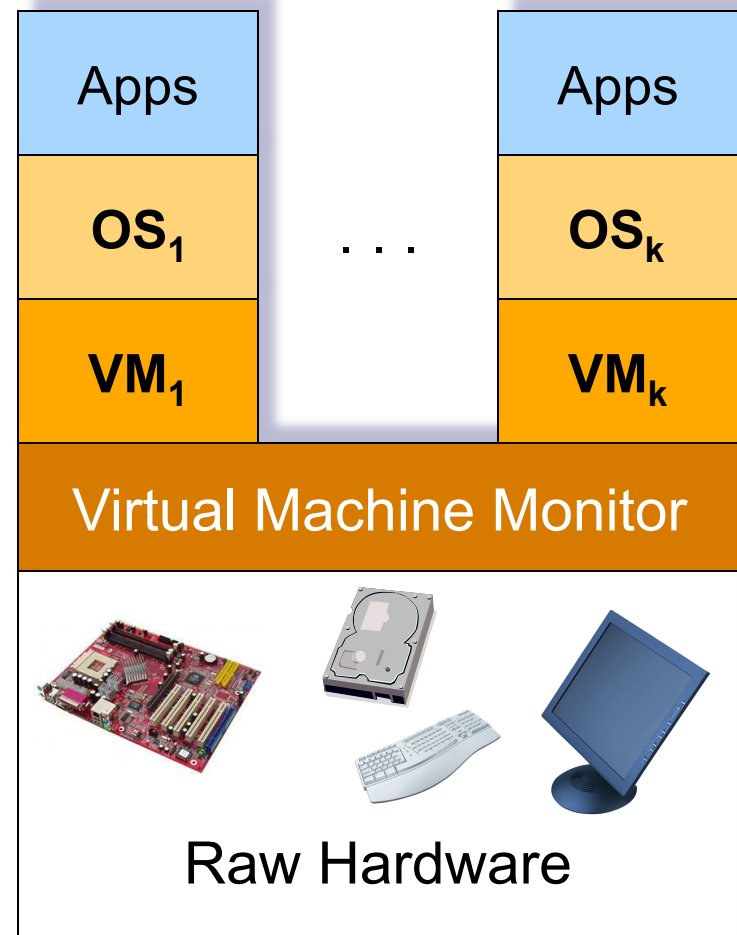 Apps Apps
OS₁ . . . OSₖ
VM₁ VMₖ
Virtual Machine Monitor
Raw Hardware